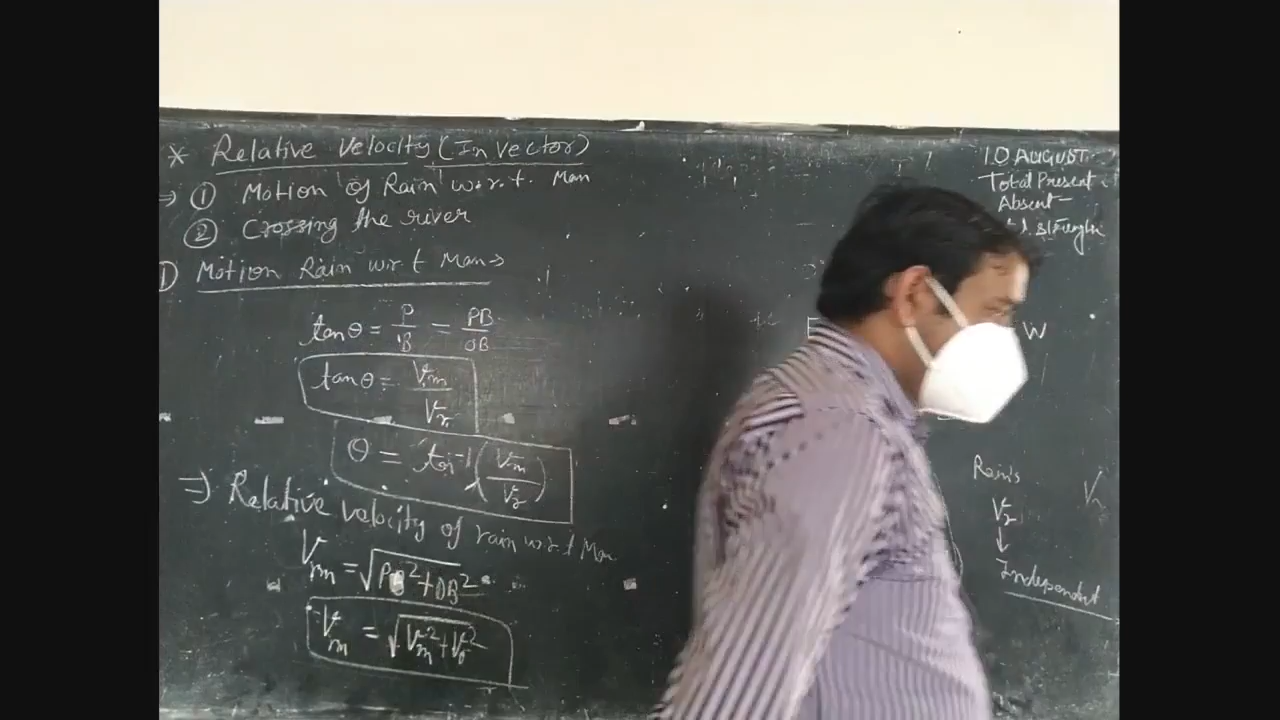 * Relative Velocity (In vector)
⇒ ① Motion of Rain w.r.t. Man
② Crossing the river
① Motion Rain w.r.t Man→
tanθ = P/B = PB/OB
tanθ = Vm/Vr
θ = tan⁻¹(Vm/Vr)
⇒ Relative velocity of rain w.r.t Man
Vrm = √PB²+OB²
Vrm = √Vm²+Vr²
10 AUGUST
Total Present
Absent-
strength
E
W
Rain's
Vr
↓
Independent